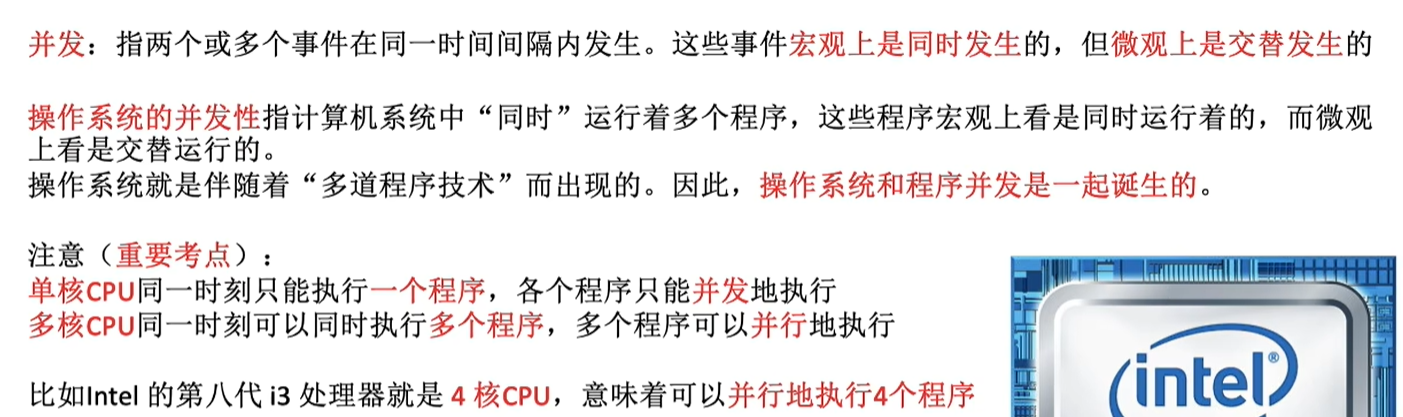 并发：指两个或多个事件在同一时间间隔内发生。这些事件宏观上是同时发生的，但微观上是交替发生的
操作系统的并发性指计算机系统中“同时”运行着多个程序，这些程序宏观上看是同时运行着的，而微观
上看是交替运行的。
操作系统就是伴随着“多道程序技术”而出现的。因此，操作系统和程序并发是一起诞生的。
注意（重要考点）：
单核CPU同一时刻只能执行一个程序，各个程序只能并发地执行
多核CPU同一时刻可以同时执行多个程序，多个程序可以并行地执行
比如Intel 的第八代 i3 处理器就是 4 核CPU，意味着可以并行地执行4个程序
intel®